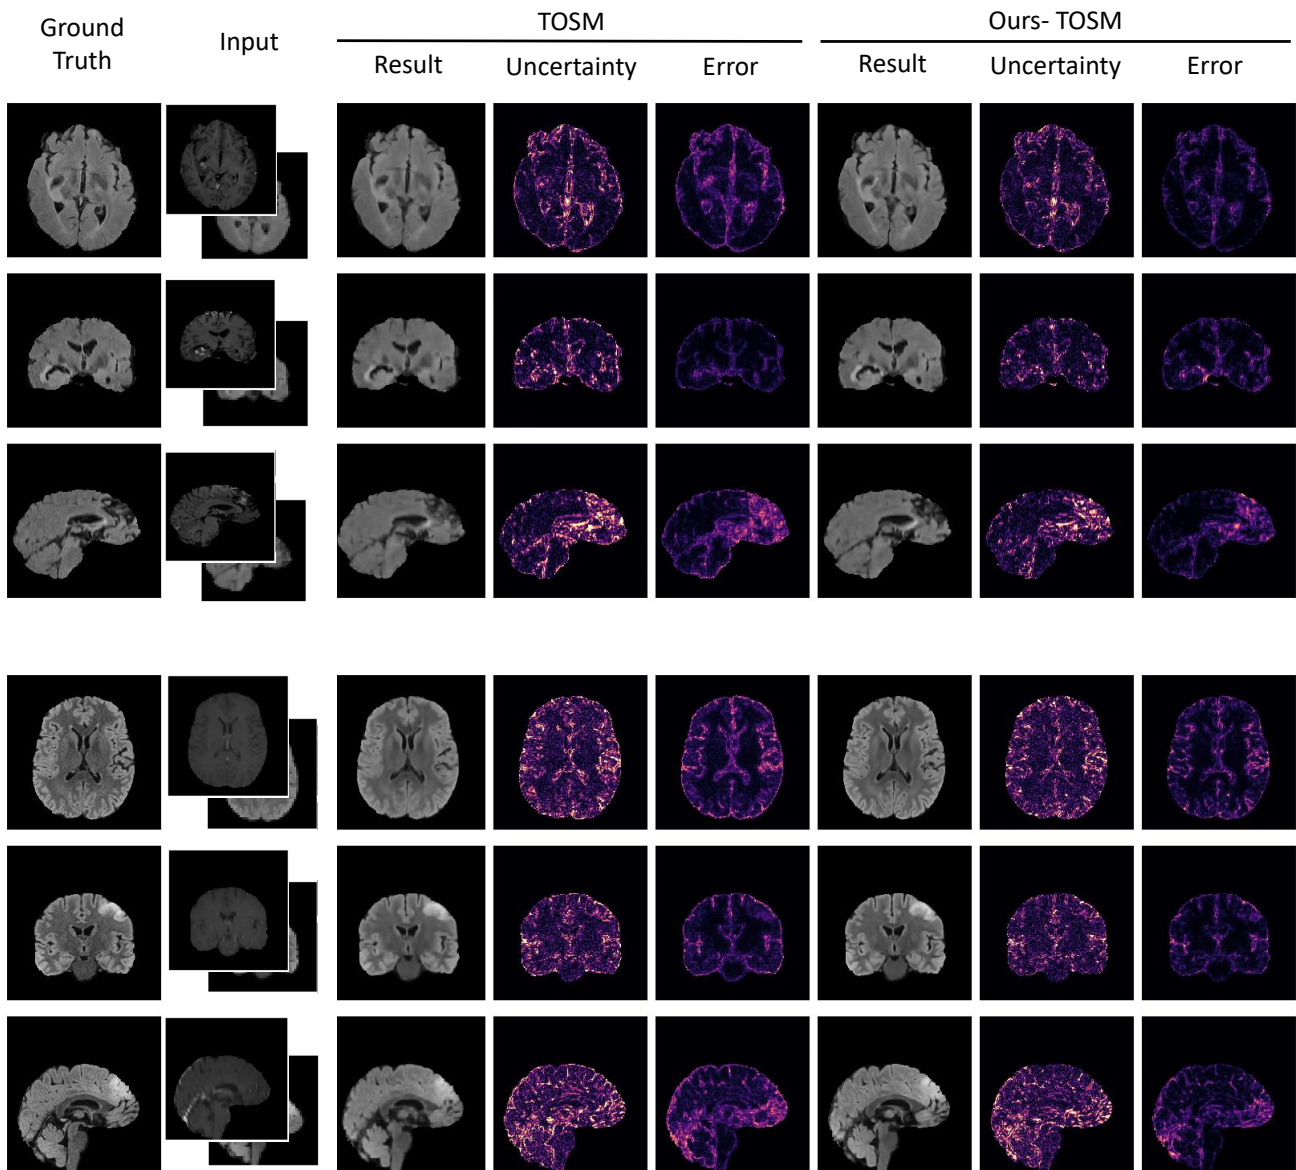 Ground
Truth
Input
TOSM
Ours- TOSM
Result
Uncertainty
Error
Result
Uncertainty
Error